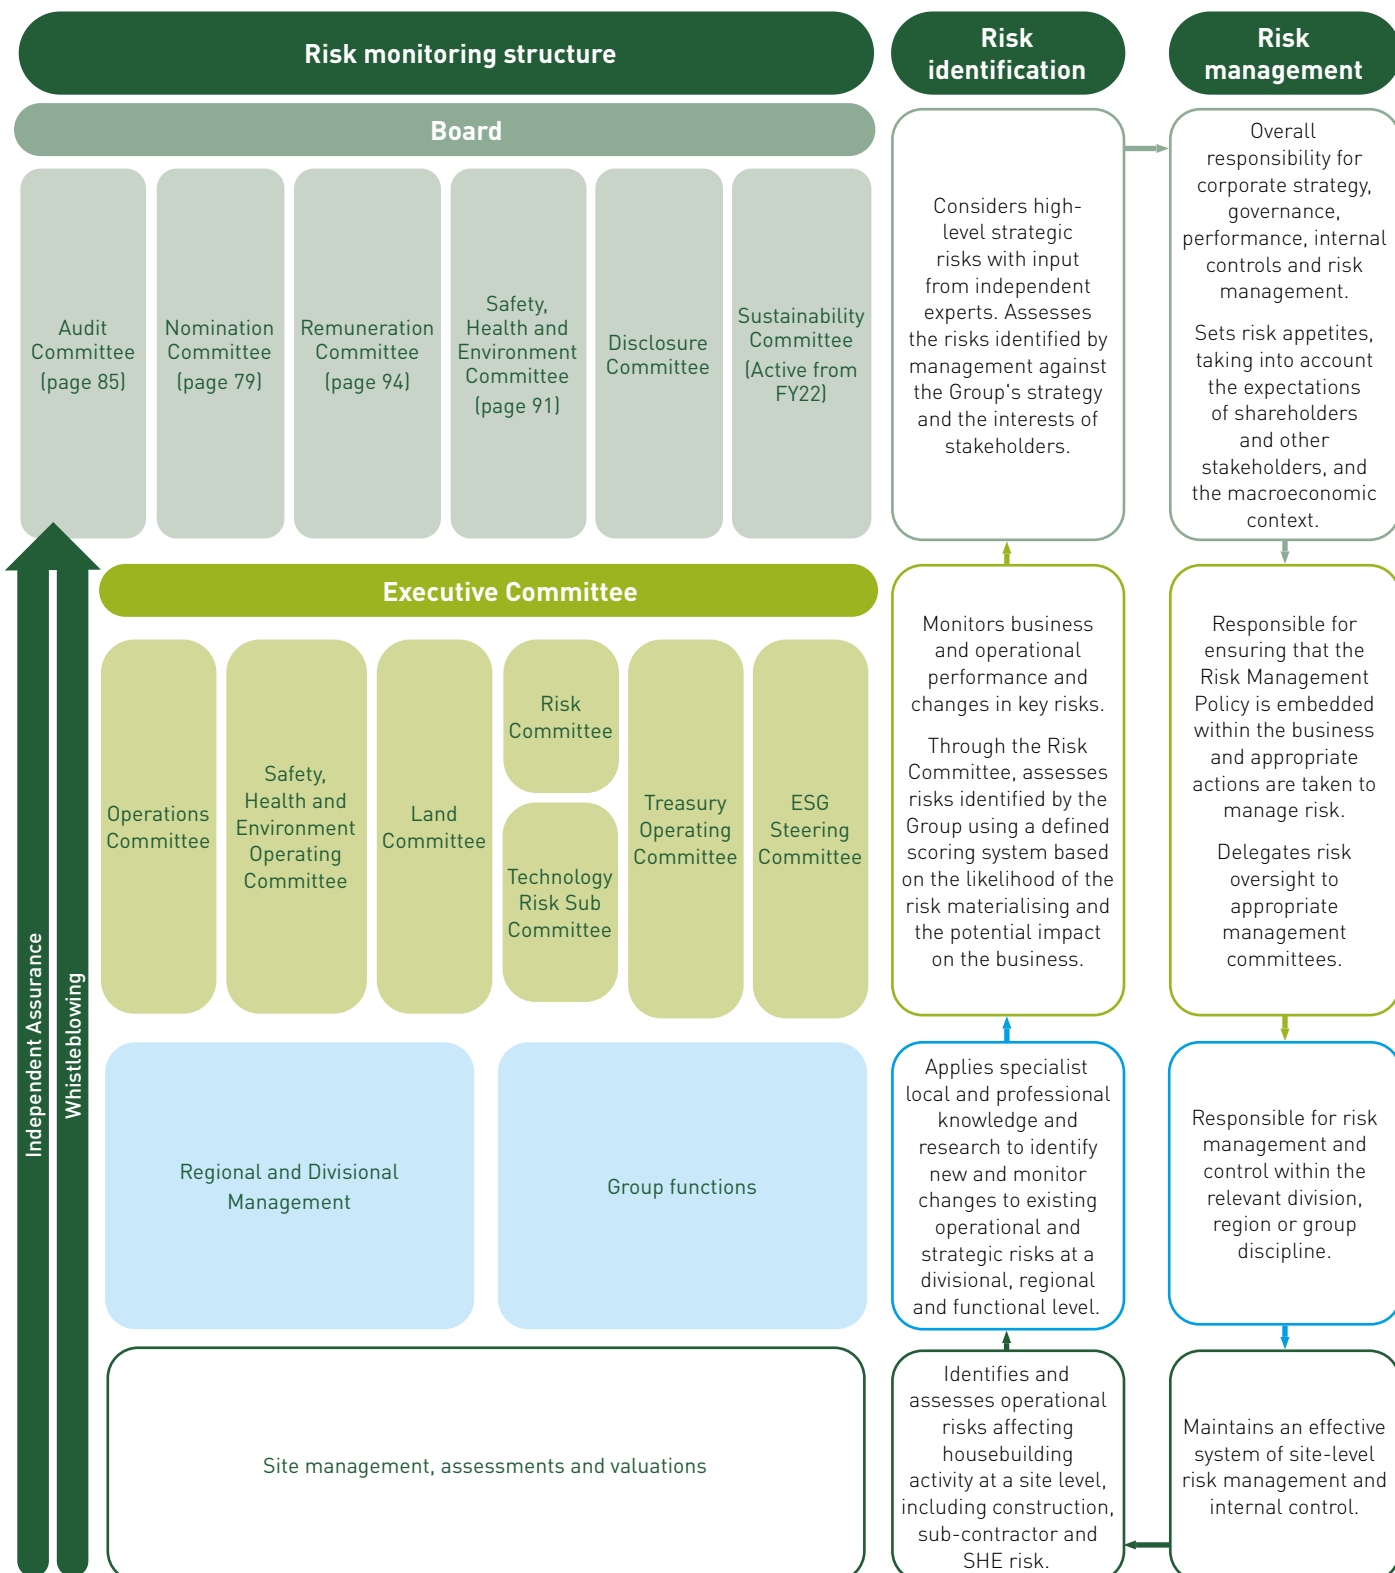 Risk monitoring structure
Risk
identification
Risk
management
Board
Audit
Committee
(page 85)
Nomination
Committee
(page 79)
Remuneration
Committee
(page 94)
Safety,
Health and
Environment
Committee
(page 91)
Disclosure
Committee
Sustainability
Committee
(Active from
FY22)
Considers high-
level strategic
risks with input
from independent
experts. Assesses
the risks identified by
management against
the Group's strategy
and the interests of
stakeholders.
Overall
responsibility for
corporate strategy,
governance,
performance, internal
controls and risk
management.
Sets risk appetites,
taking into account
the expectations
of shareholders
and other
stakeholders, and
the macroeconomic
context.
Independent Assurance
Whistleblowing
Executive Committee
Operations
Committee
Safety,
Health and
Environment
Operating
Committee
Land
Committee
Risk
Committee
Technology
Risk Sub
Committee
Treasury
Operating
Committee
ESG
Steering
Committee
Monitors business
and operational
performance and
changes in key risks.
Through the Risk
Committee, assesses
risks identified by the
Group using a defined
scoring system based
on the likelihood of the
risk materialising and
the potential impact
on the business.
Responsible for
ensuring that the
Risk Management
Policy is embedded
within the business
and appropriate
actions are taken to
manage risk.
Delegates risk
oversight to
appropriate
management
committees.
Regional and Divisional
Management
Group functions
Applies specialist
local and professional
knowledge and
research to identify
new and monitor
changes to existing
operational and
strategic risks at a
divisional, regional
and functional level.
Responsible for risk
management and
control within the
relevant division,
region or group
discipline.
Site management, assessments and valuations
Identifies and
assesses operational
risks affecting
housebuilding
activity at a site level,
including construction,
sub-contractor and
SHE risk.
Maintains an effective
system of site-level
risk management and
internal control.